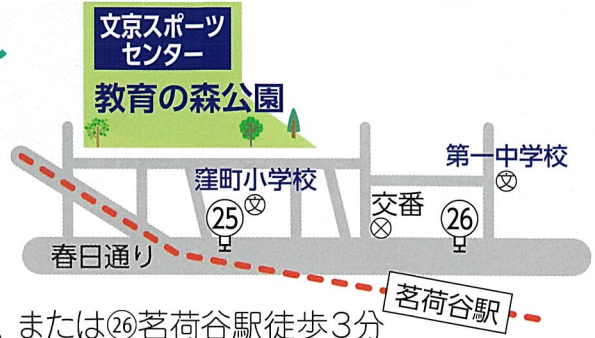 文京スポーツ
センター
教育の森公園
窪町小学校
文
第一中学校
文
交番
㉕
㉖
春日通り
茗荷谷駅
または㉖茗荷谷駅徒歩3分